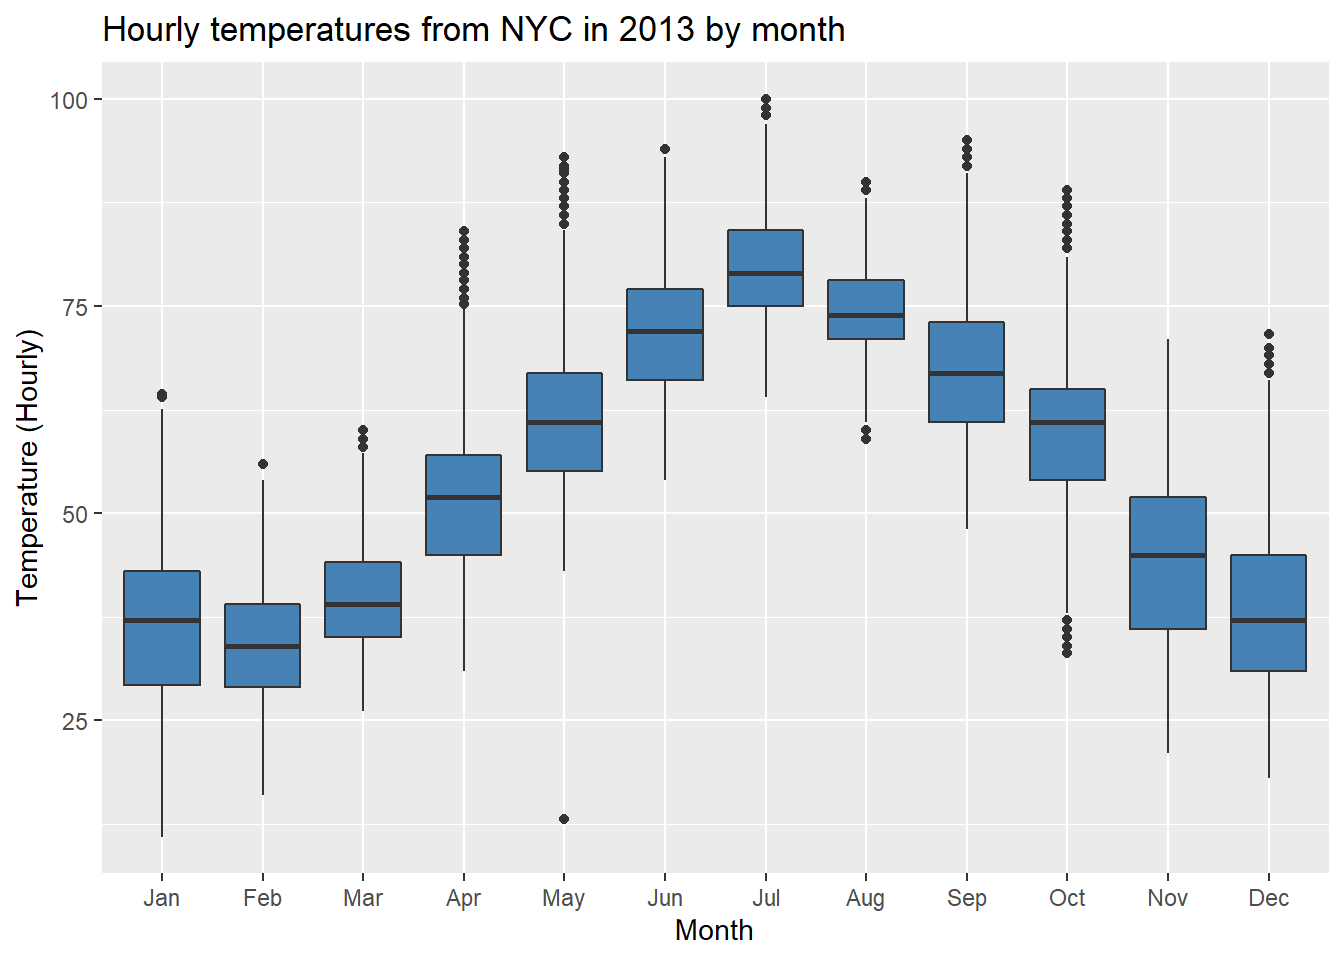 Hourly temperatures from NYC in 2013 by month
Temperature (Hourly)
100
75
50
25
Jan Feb Mar Apr May Jun Jul Aug Sep Oct Nov Dec
Month